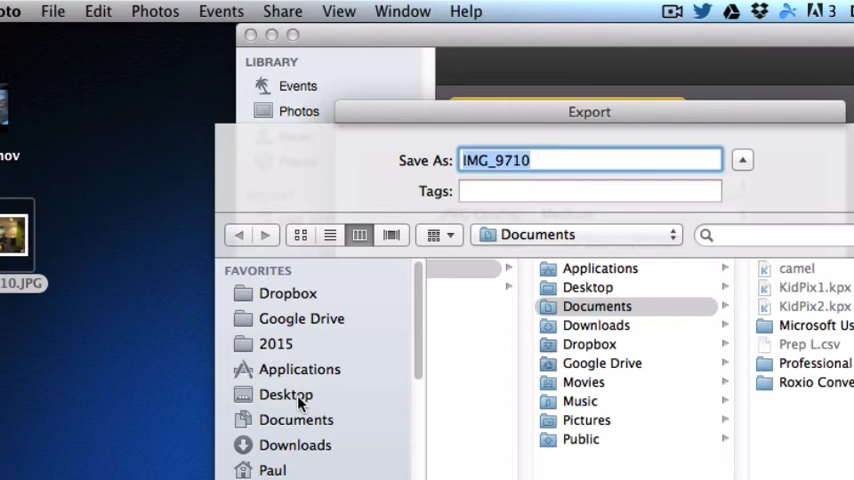 oto File Edit Photos Events Share View Window Help 3
LIBRARY
Events
Photos
Export
Save As: IMG_9710
Tags:
Documents
nov
10.JPG
FAVORITES
Dropbox
Google Drive
2015
Applications
Desktop
Documents
Downloads
Paul
Applications
Desktop
Documents
Downloads
Dropbox
Google Drive
Movies
Music
Pictures
Public
camel
KidPix1.kpx
KidPix2.kpx
Microsoft Us
Prep L.csv
Professional
Roxio Conve